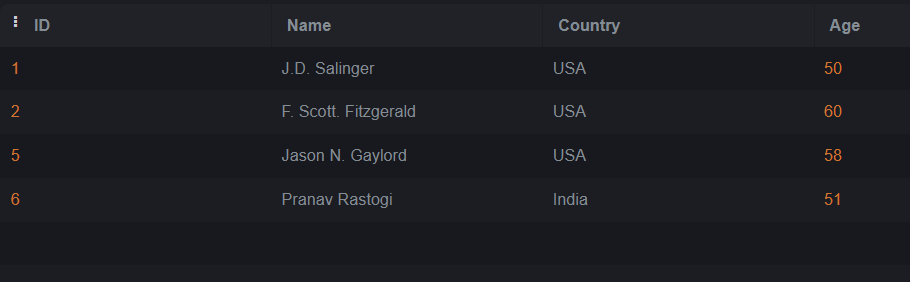 ID Name Country Age
1 J.D. Salinger USA 50
2 F. Scott. Fitzgerald USA 60
5 Jason N. Gaylord USA 58
6 Pranav Rastogi India 51